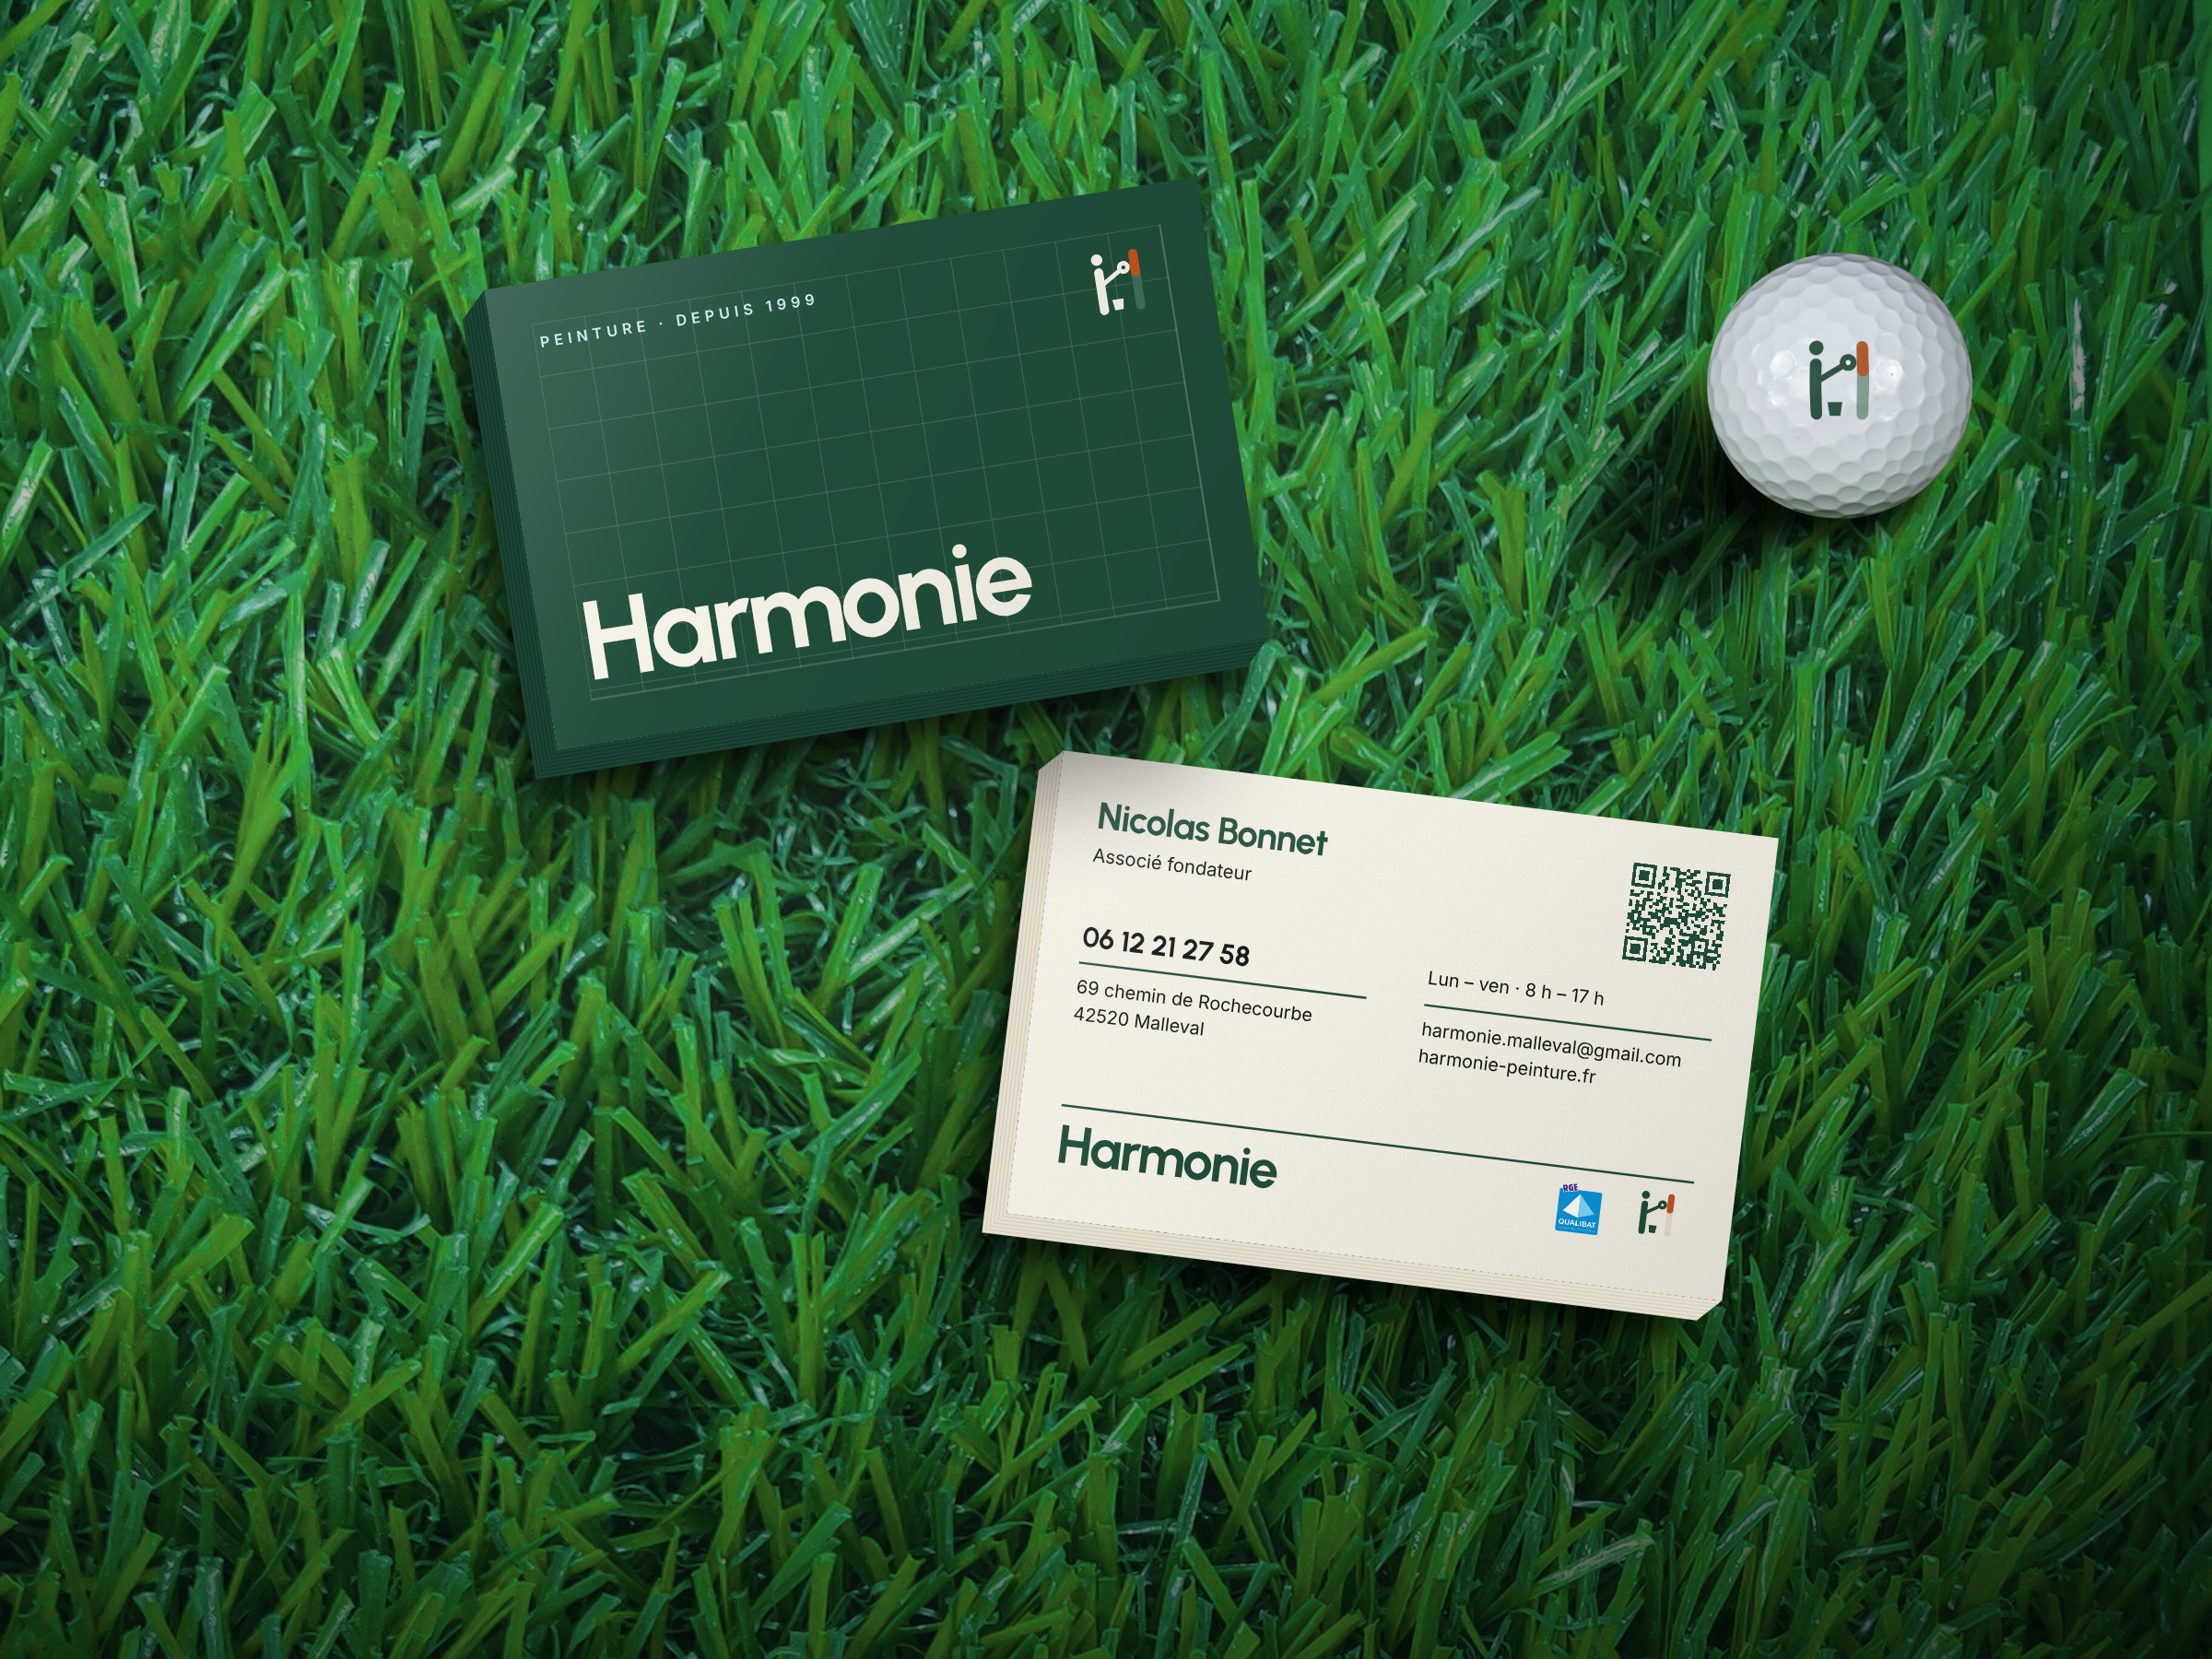 PEINTURE · DEPUIS 1999
Harmonie
Nicolas Bonnet
Associé fondateur
06 12 21 27 58
69 chemin de Rochecourbe
42520 Malleval
Lun – ven · 8 h – 17 h
harmonie.malleval@gmail.com
harmonie-peinture.fr
Harmonie
RGE
QUALIBAT